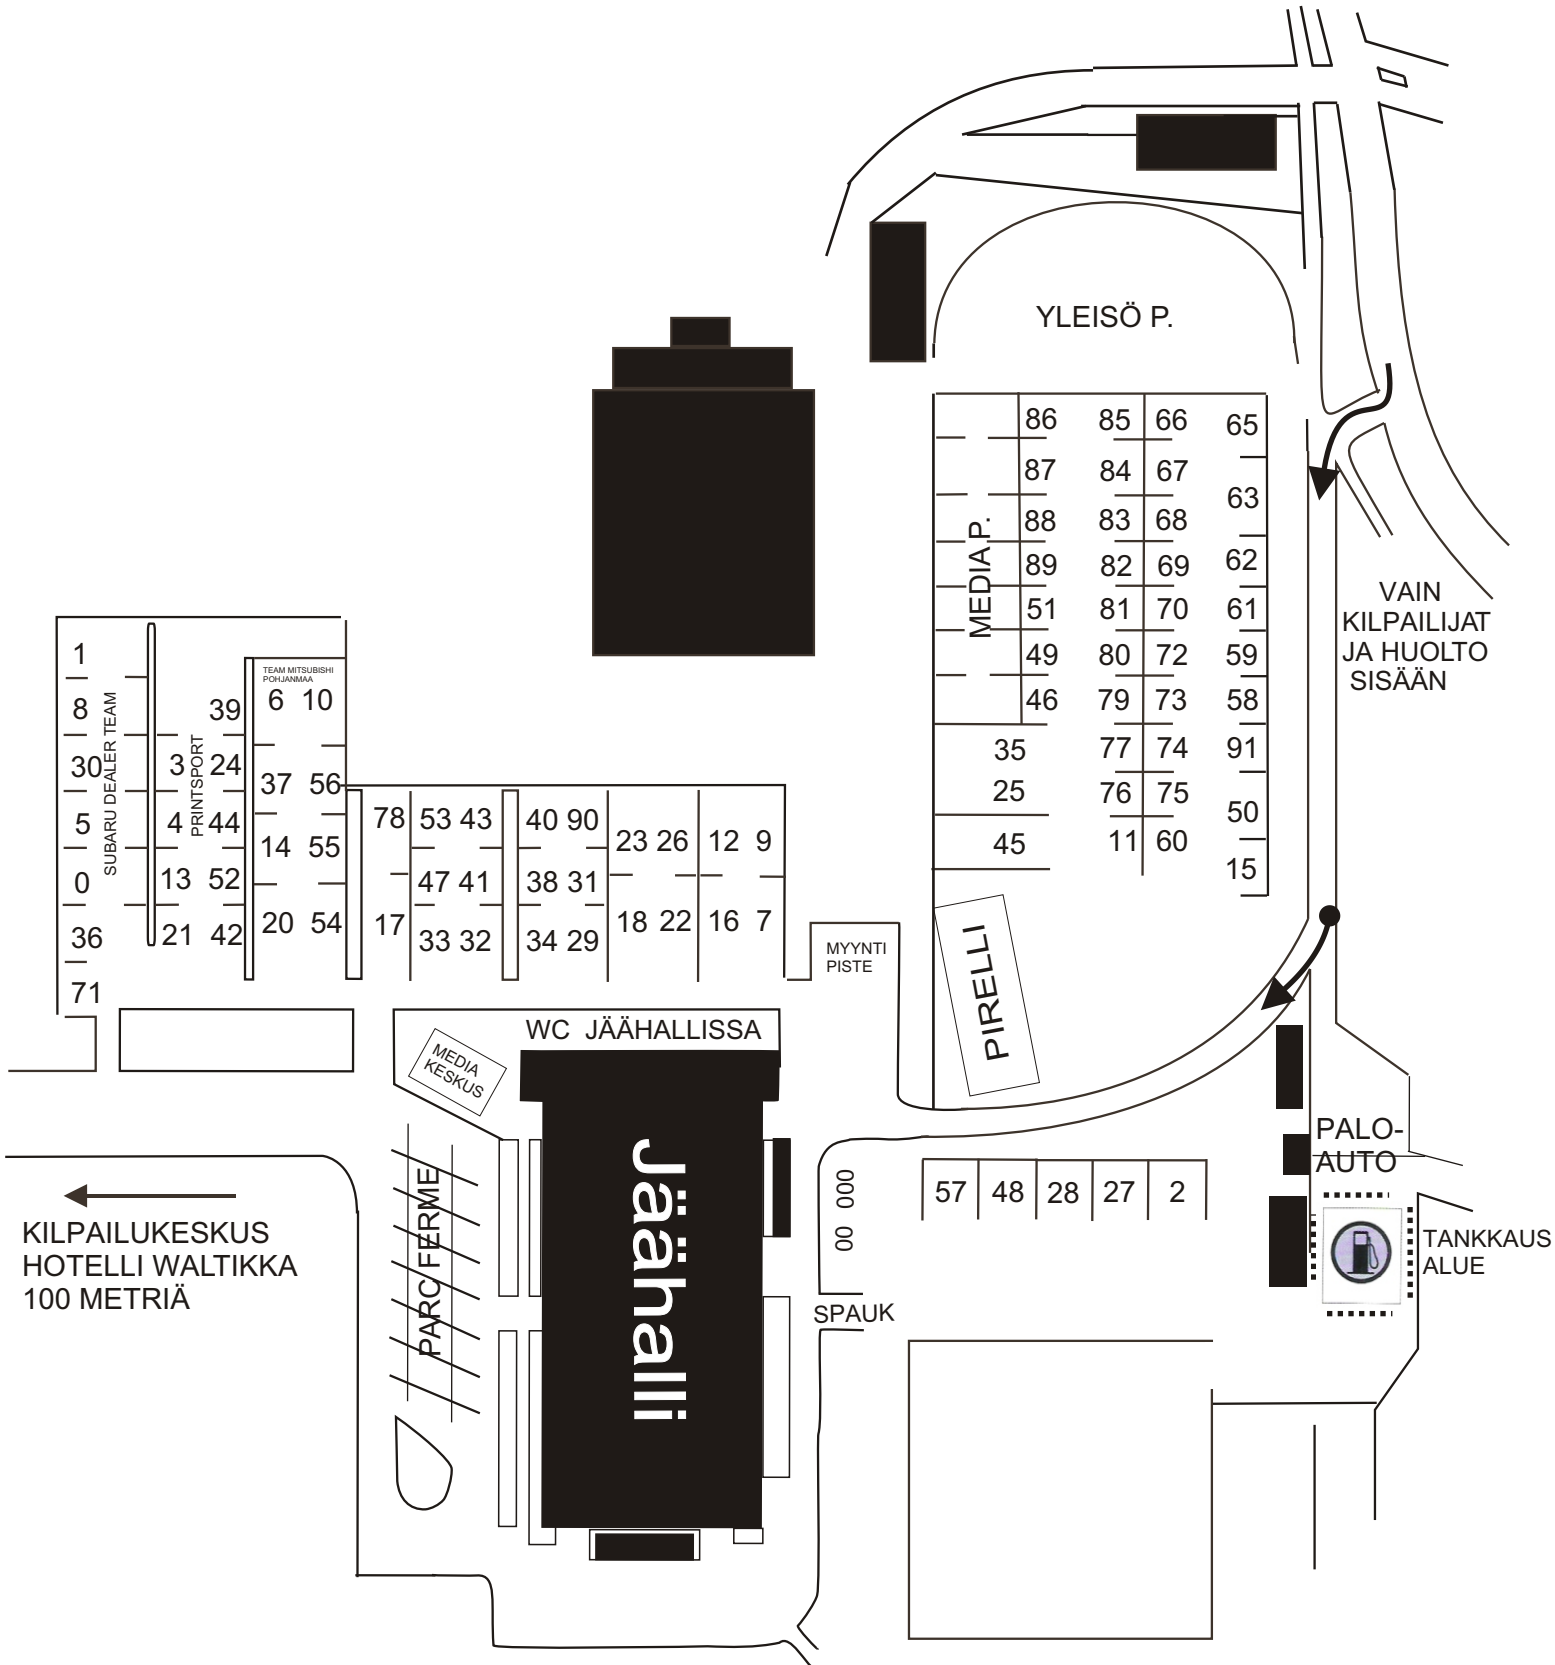 YLEISÖ P.
86 85 66 65
87 84 67 63
88 83 68
89 82 69 62
51 81 70 61
49 80 72 59
46 79 73 58
35 77 74 91
25 76 75 50
45 11 60 15
MEDIA P.
VAIN
KILPAILIJAT
JA HUOLTO
SISÄÄN
1
8
30
5
0
36
71
SUBARU DEALER TEAM
39
3 24
4 44
13 52
21 42
PRINTSPORT
TEAM MITSUBISHI
POHJANMAA
6 10
37 56
14 55
20 54
78 53 43 40 90
47 41 38 31
17 33 32 34 29
23 26 12 9
18 22 16 7
MYYNTI
PISTE
PIRELLI
WC JÄÄHALLISSA
MEDIA
KESKUS
Jäähalli
PARC FERME
KILPAILUKESKUS
HOTELLI WALTIKKA
100 METRIÄ
00 000
SPAUK
57 48 28 27 2
PALO-
AUTO
TANKKAUS
ALUE